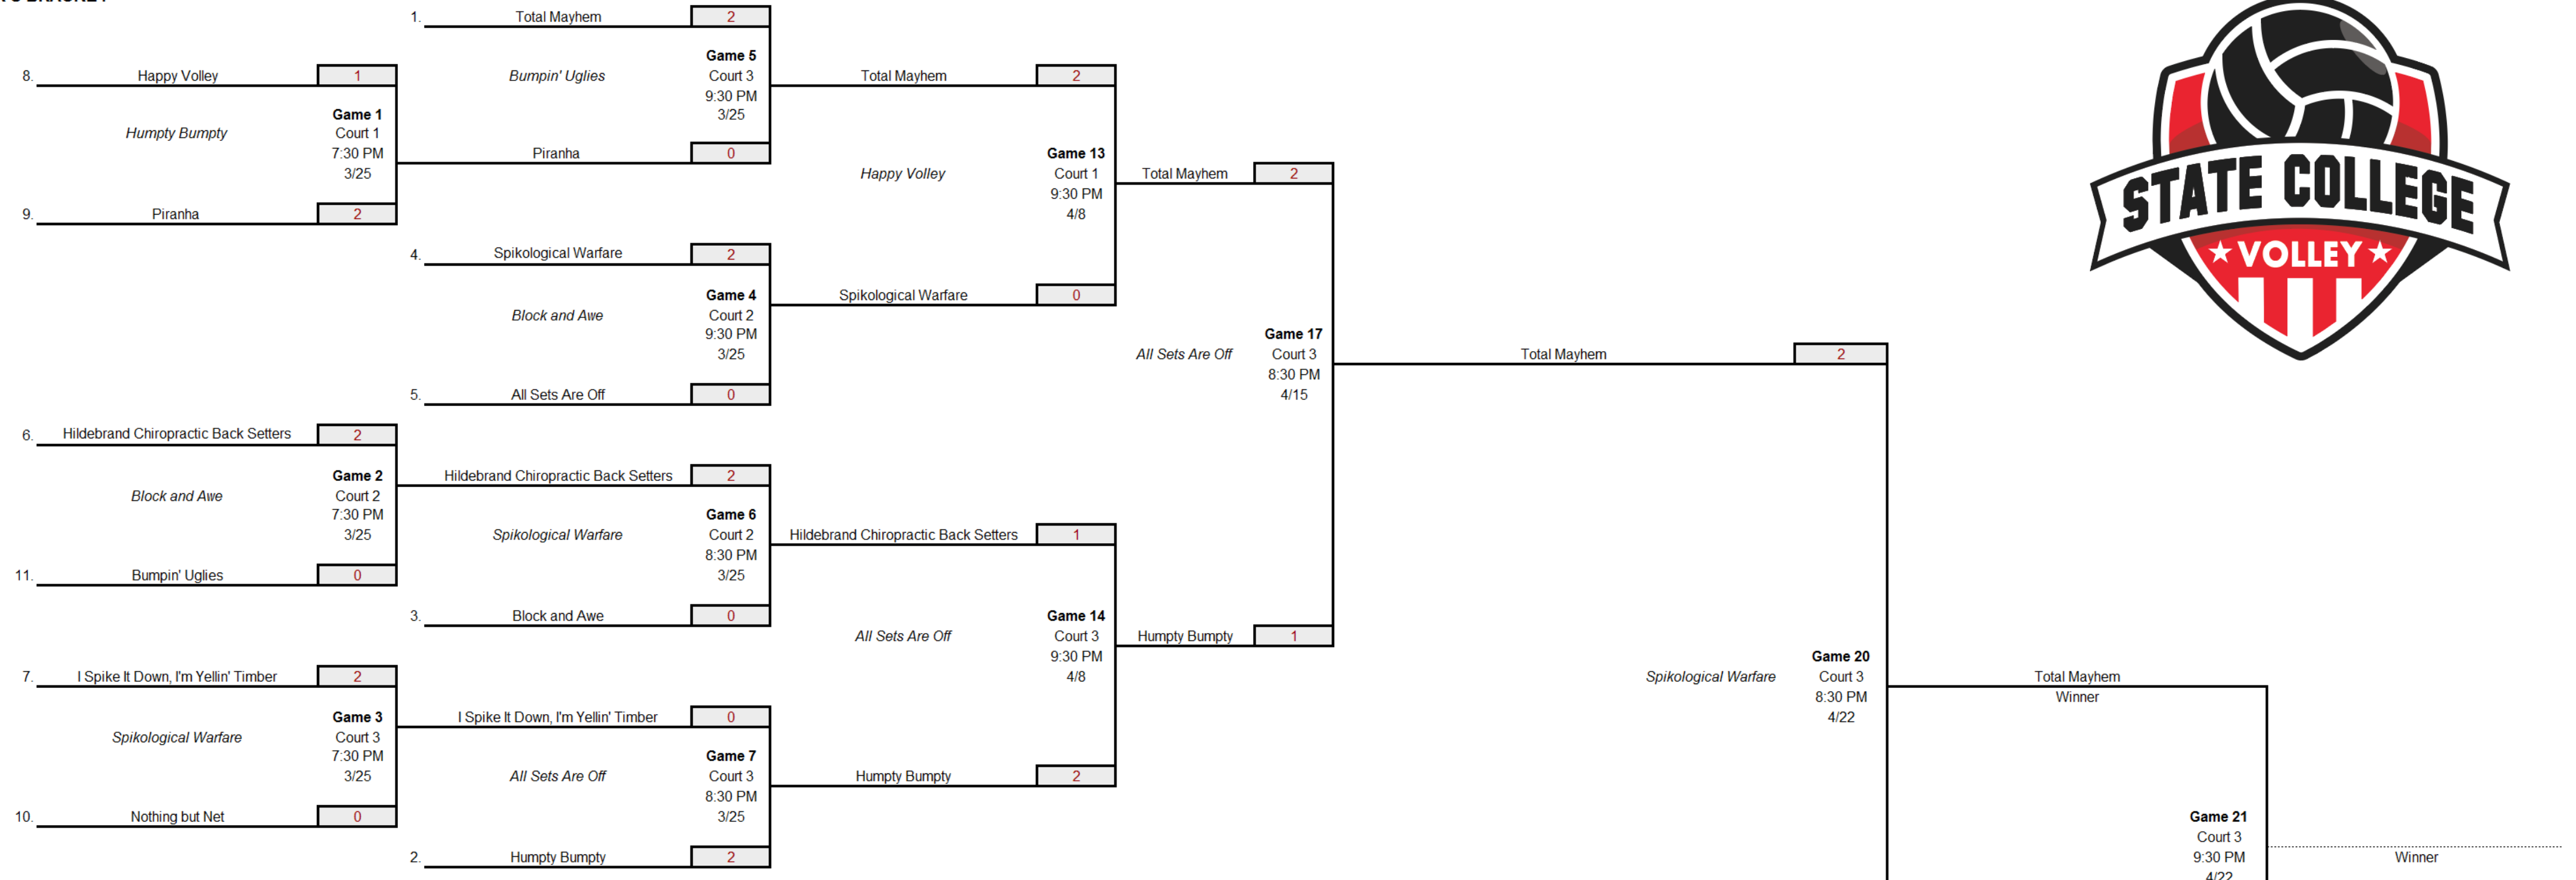 1. Total Mayhem 2
Game 5
8. Happy Volley 1
Bumpin' Uglies Court 3
Total Mayhem 2
9:30 PM
Game 1
3/25
Humpty Bumpty Court 1
7:30 PM
Piranha 0
Game 13
3/25
Happy Volley Court 1
Total Mayhem 2
9:30 PM
9. Piranha 2
4/8
STATE COLLEGE
★ VOLLEY ★
4. Spikological Warfare 2
Game 4
Spikological Warfare 0
Block and Awe Court 2
9:30 PM
Game 17
3/25
All Sets Are Off Court 3
Total Mayhem 2
8:30 PM
5. All Sets Are Off 0
4/15
6. Hildebrand Chiropractic Back Setters 2
Game 2
Hildebrand Chiropractic Back Setters 2
Block and Awe Court 2
7:30 PM
Game 6
3/25
Spikological Warfare Court 2
Hildebrand Chiropractic Back Setters 1
8:30 PM
11. Bumpin' Uglies 0
3/25
3. Block and Awe 0
Game 14
All Sets Are Off Court 3
Humpty Bumpty 1
9:30 PM
Game 20
7. I Spike It Down, I'm Yellin' Timber 2
4/8
Spikological Warfare Court 3
Total Mayhem
8:30 PM
Winner
Game 3
I Spike It Down, I'm Yellin' Timber 0
4/22
Spikological Warfare Court 3
7:30 PM
Game 7
3/25
All Sets Are Off Court 3
Humpty Bumpty 2
8:30 PM
10. Nothing but Net 0
3/25
Game 21
Court 3
2. Humpty Bumpty 2
9:30 PM
Winner
4/22